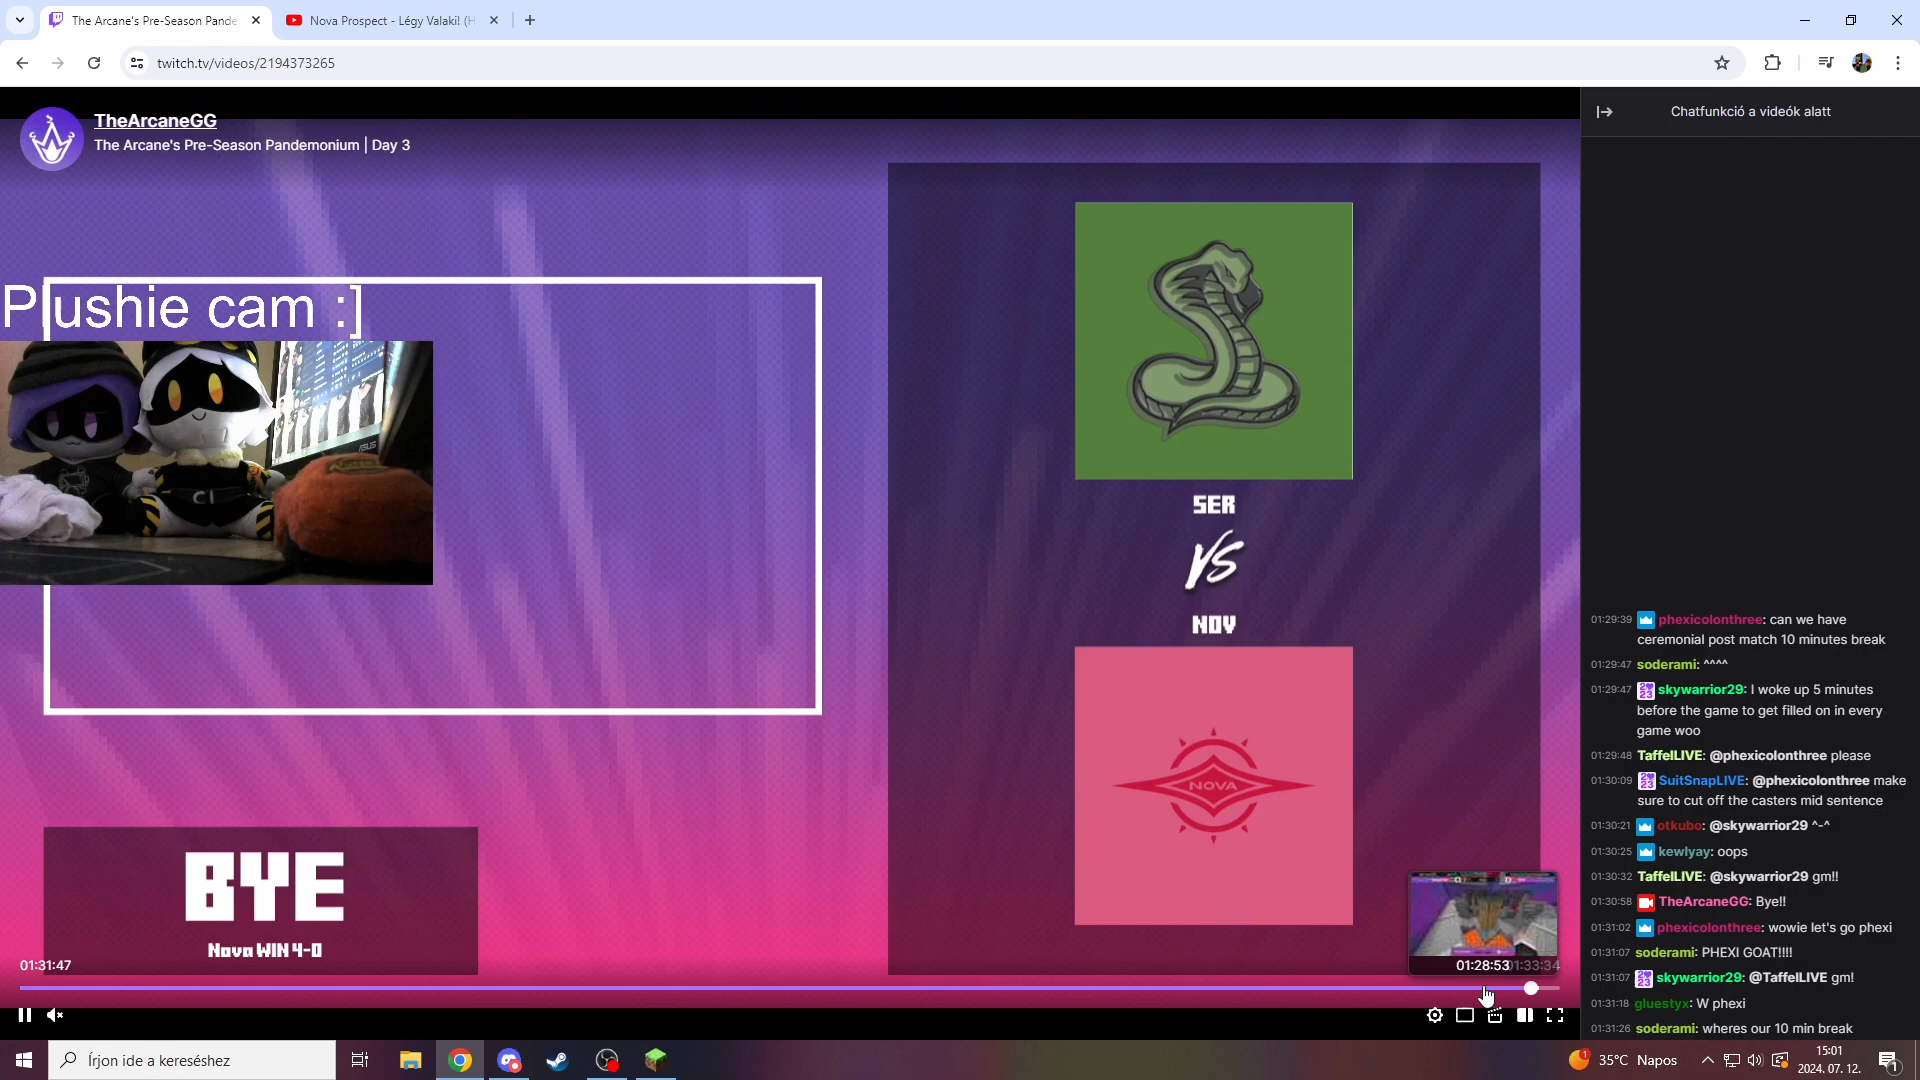 The Arcane's Pre-Season Pande
Nova Prospect - Légy Valaki! (H
twitch.tv/videos/2194373265
TheArcaneGG
The Arcane's Pre-Season Pandemonium | Day 3
Chatfunkció a videók alatt
Plushie cam :]
ASUS
SER
VS
NOV
NOVA
BYE
Nova WIN 4-0
01:31:47
01:28:53
01:33:34
01:29:39 phexicolonthree: can we have
ceremonial post match 10 minutes break
01:29:47 soderami: ^^^^
01:29:47 skywarrior29: I woke up 5 minutes
before the game to get filled on in every
game woo
01:29:48 TaffelLIVE: @phexicolonthree please
01:30:09 SuitSnapLIVE: @phexicolonthree make
sure to cut off the casters mid sentence
01:30:21 otkubo: @skywarrior29 ^-^
01:30:25 kewlyay: oops
01:30:32 TaffelLIVE: @skywarrior29 gm!!
01:30:58 TheArcaneGG: Bye!!
01:31:02 phexicolonthree: wowie let's go phexi
01:31:07 soderami: PHEXI GOAT!!!!
01:31:07 skywarrior29: @TaffelLIVE gm!
01:31:18 gluestyx: W phexi
01:31:26 soderami: wheres our 10 min break
Írjon ide a kereséshez
1
35°C Napos
15:01
2024. 07. 12.
1